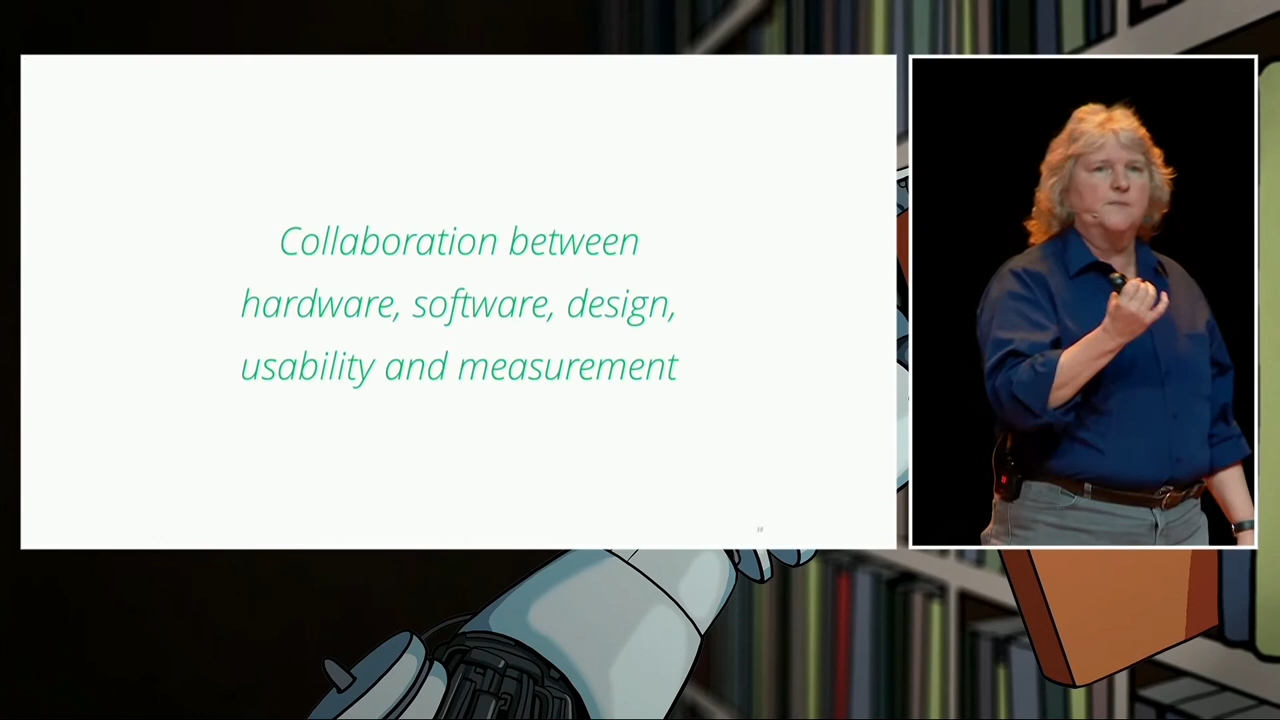 Collaboration between
hardware, software, design,
usability and measurement